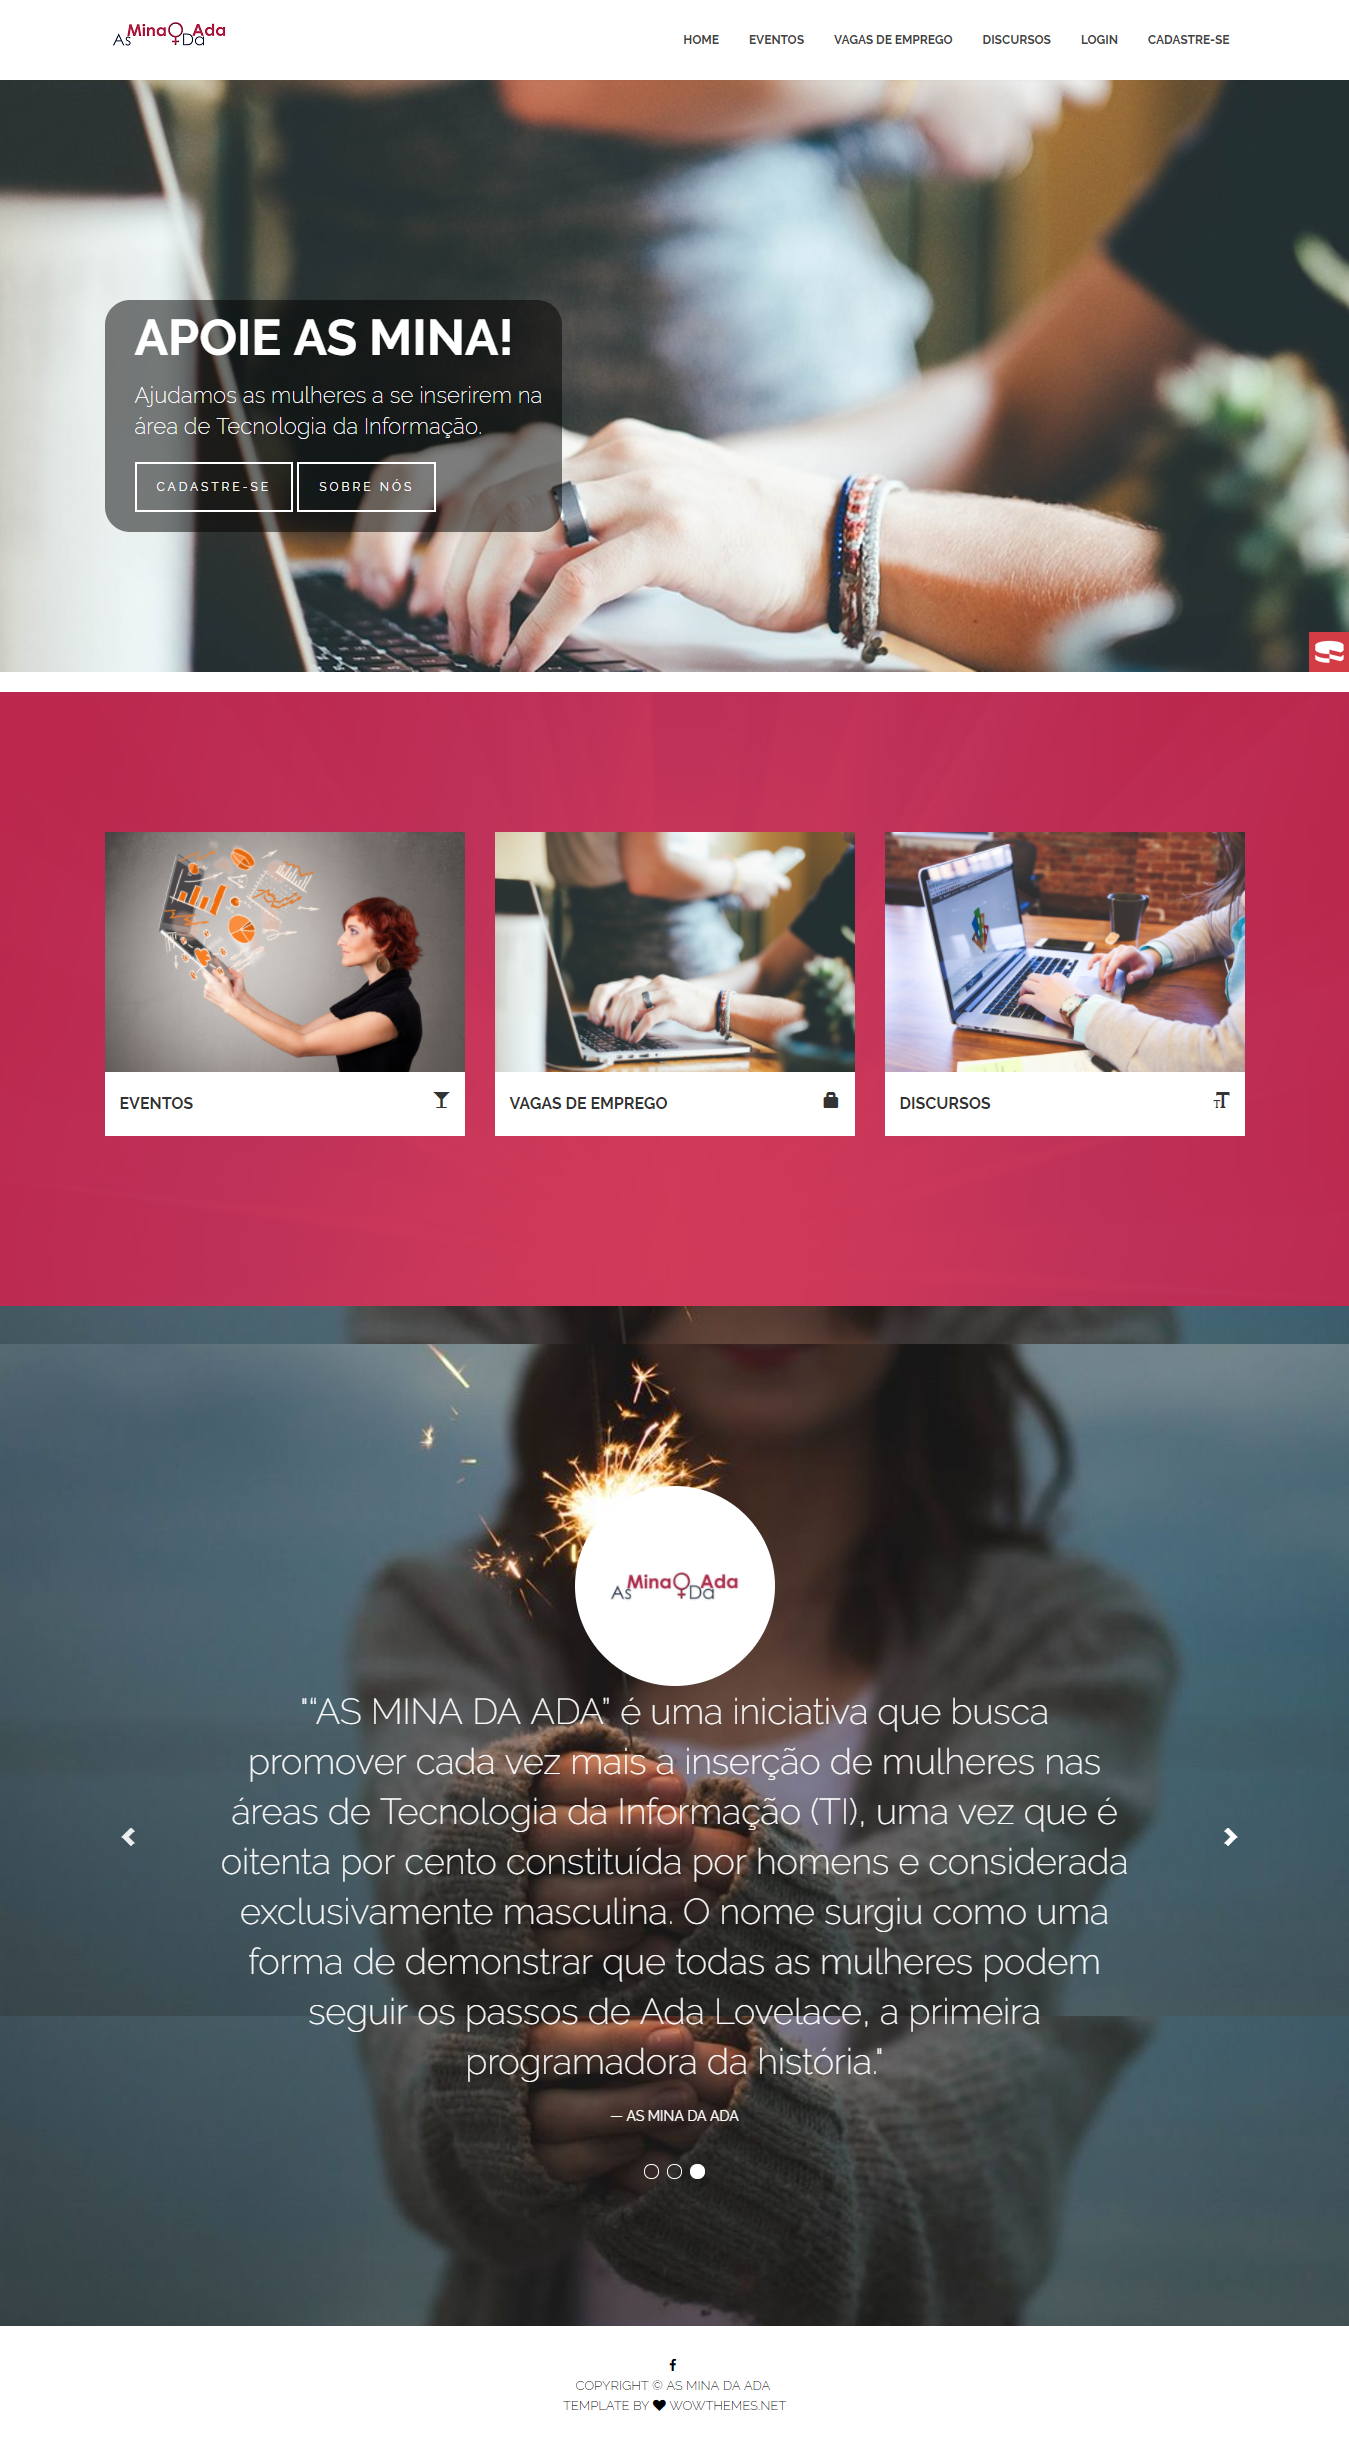 As Mina Da Ada
HOME EVENTOS VAGAS DE EMPREGO DISCURSOS LOGIN CADASTRE-SE
APOIE AS MINA!
Ajudamos as mulheres a se inserirem na
área de Tecnologia da Informação.
CADASTRE-SE SOBRE NÓS
EVENTOS
VAGAS DE EMPREGO
DISCURSOS
As Mina Da Ada
"“AS MINA DA ADA” é uma iniciativa que busca
promover cada vez mais a inserção de mulheres nas
áreas de Tecnologia da Informação (TI), uma vez que é
oitenta por cento constituída por homens e considerada
exclusivamente masculina. O nome surgiu como uma
forma de demonstrar que todas as mulheres podem
seguir os passos de Ada Lovelace, a primeira
programadora da história."
— AS MINA DA ADA
COPYRIGHT © AS MINA DA ADA
TEMPLATE BY ♥ WOWTHEMES.NET